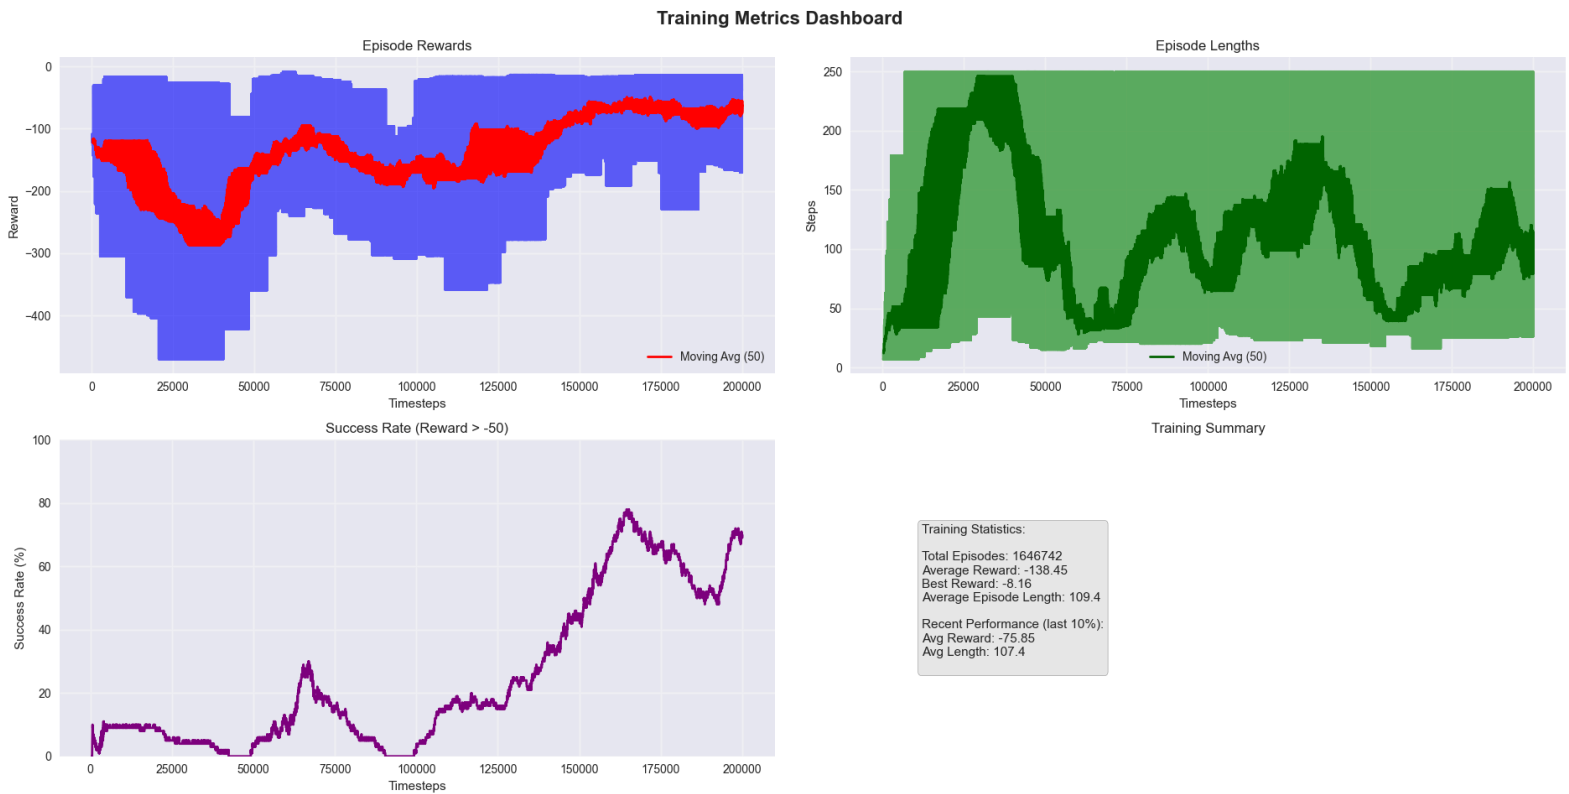 Training Metrics Dashboard
Episode Rewards
0
−100
−200
−300
−400
Reward
Moving Avg (50)
0 25000 50000 75000 100000 125000 150000 175000 200000
Timesteps
Episode Lengths
250
200
150
100
50
0
Steps
Moving Avg (50)
0 25000 50000 75000 100000 125000 150000 175000 200000
Timesteps
Success Rate (Reward > -50)
100
80
60
40
20
0
Success Rate (%)
0 25000 50000 75000 100000 125000 150000 175000 200000
Timesteps
Training Summary
Training Statistics:
Total Episodes: 1646742
Average Reward: -138.45
Best Reward: -8.16
Average Episode Length: 109.4
Recent Performance (last 10%):
Avg Reward: -75.85
Avg Length: 107.4